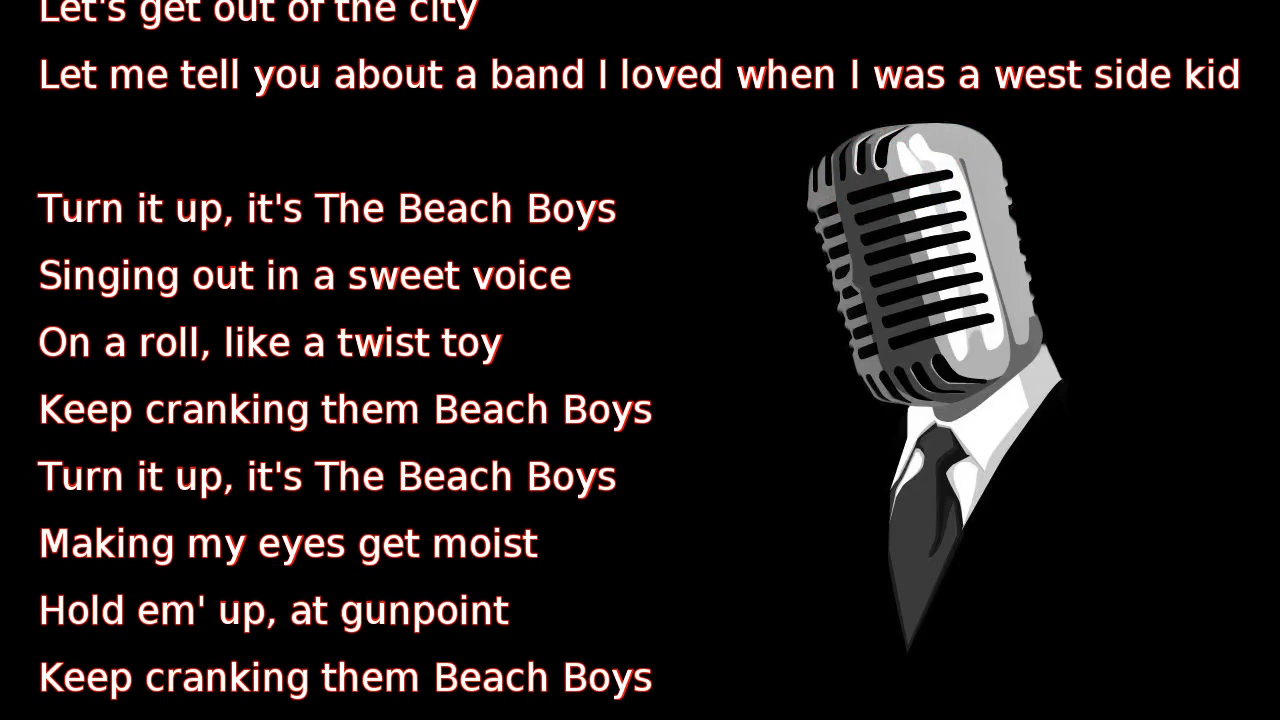 Let's get out of the city
Let me tell you about a band I loved when I was a west side kid
Turn it up, it's The Beach Boys
Singing out in a sweet voice
On a roll, like a twist toy
Keep cranking them Beach Boys
Turn it up, it's The Beach Boys
Making my eyes get moist
Hold em' up, at gunpoint
Keep cranking them Beach Boys